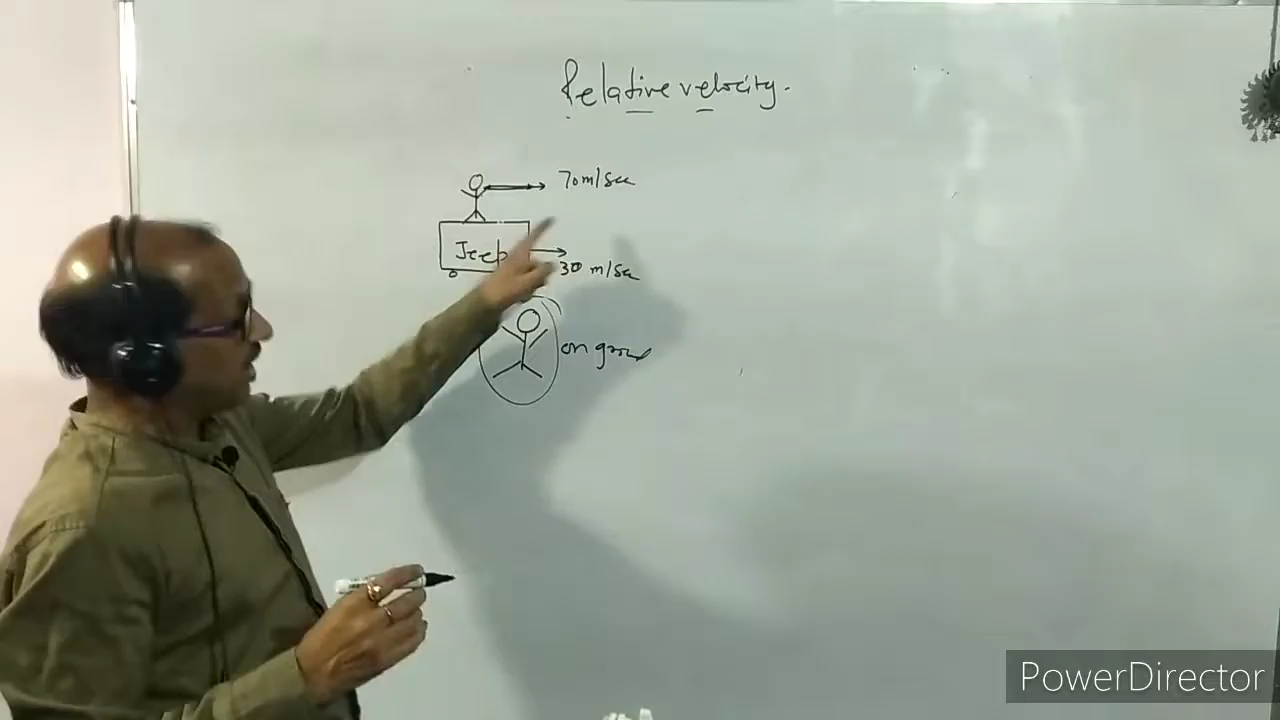 Relative velocity.
70m/sec
Jeep
30 m/sec
on ground
PowerDirector